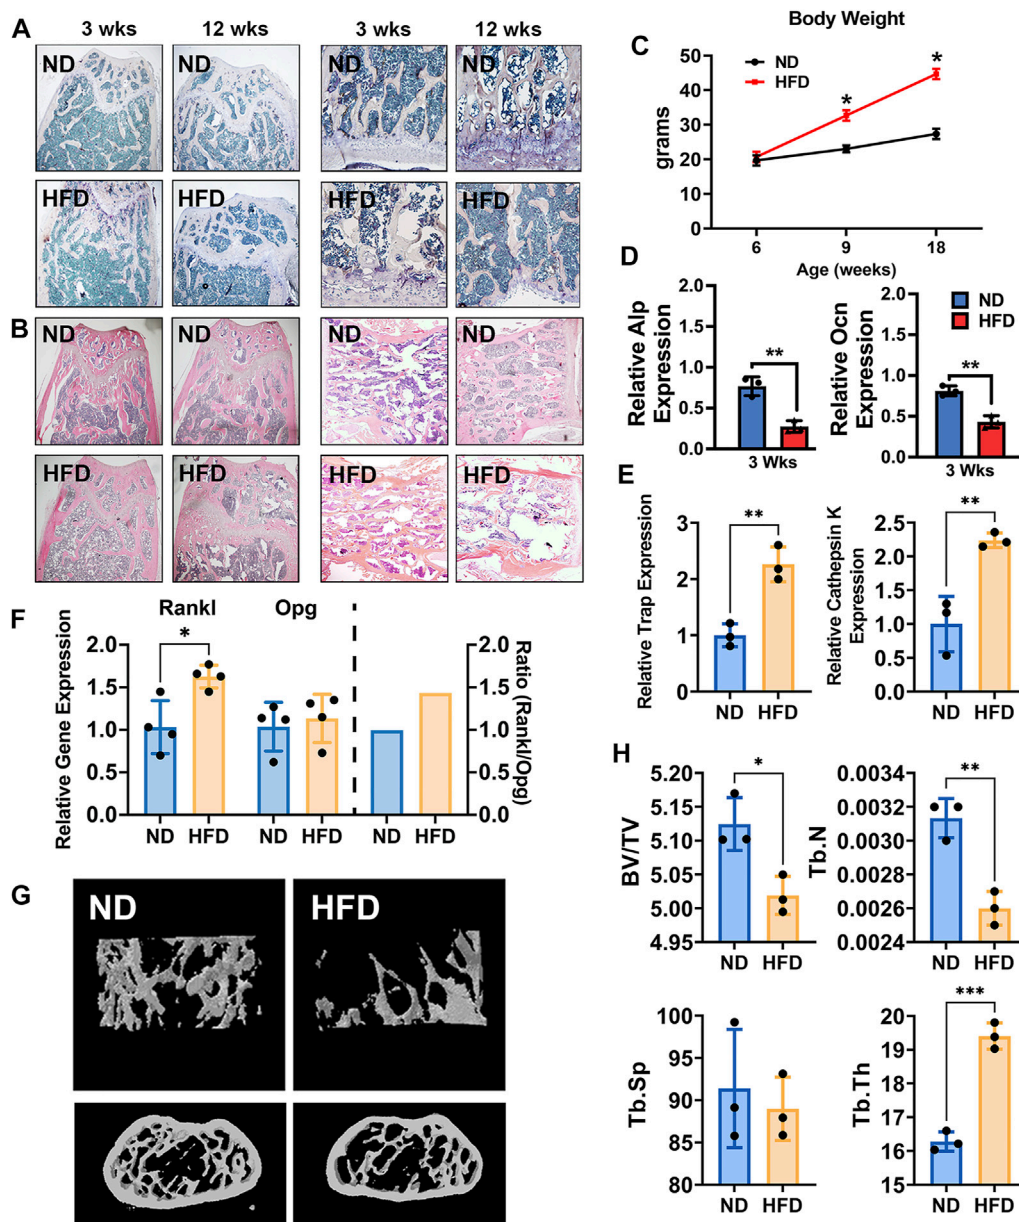 A
3 wks 12 wks 3 wks 12 wks
ND ND ND ND
HFD HFD HFD HFD
B
ND ND ND ND
HFD HFD HFD HFD
C
Body Weight
ND
HFD
grams
50
40
30
20
10
0
*
*
6 9 18
Age (weeks)
D
Relative Alp
Expression
2.0
1.5
1.0
0.5
0.0
**
3 Wks
Relative Ocn
Expression
2.0
1.5
1.0
0.5
0.0
**
3 Wks
ND
HFD
E
Relative Trap Expression
3
2
1
0
**
ND HFD
Relative Cathepsin K
Expression
2.5
2.0
1.5
1.0
0.5
0.0
**
ND HFD
F
Rankl Opg
Relative Gene Expression
2.0
1.5
1.0
0.5
0.0
*
ND HFD ND HFD ND HFD
2.0
1.5
1.0
0.5
0.0
Ratio (Rankl/Opg)
G
ND HFD
H
BV/TV
5.20
5.15
5.10
5.05
5.00
4.95
*
ND HFD
Tb.N
0.0034
0.0032
0.0030
0.0028
0.0026
0.0024
**
ND HFD
Tb.Sp
100
95
90
85
80
ND HFD
Tb.Th
20
19
18
17
16
15
***
ND HFD